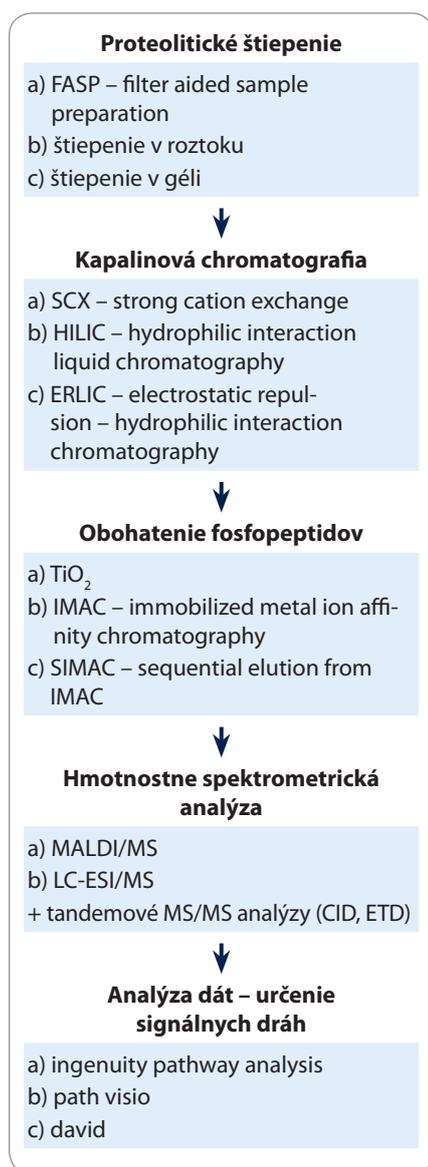 Proteolitické štiepenie
a) FASP – filter aided sample
preparation
b) štiepenie v roztoku
c) štiepenie v géli
Kapalinová chromatografia
a) SCX – strong cation exchange
b) HILIC – hydrophilic interaction
liquid chromatography
c) ERLIC – electrostatic repul-
sion – hydrophilic interaction
chromatography
Obohatenie fosfopeptidov
a) TiO2
b) IMAC – immobilized metal ion affi-
nity chromatography
c) SIMAC – sequential elution from
IMAC
Hmotnostne spektrometrická
analýza
a) MALDI/MS
b) LC-ESI/MS
+ tandemové MS/MS analýzy (CID, ETD)
Analýza dát – určenie
signálnych dráh
a) ingenuity pathway analysis
b) path visio
c) david